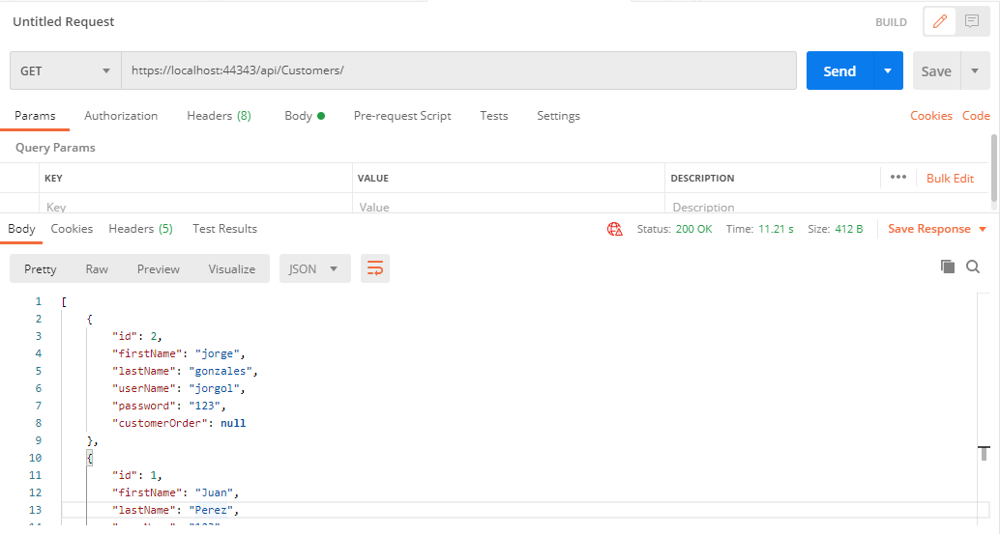 Untitled Request
BUILD
GET
https://localhost:44343/api/Customers/
Send
Save
Params Authorization Headers (8) Body Pre-request Script Tests Settings Cookies Code
Query Params
KEY VALUE DESCRIPTION ••• Bulk Edit
Key Value Description
Body Cookies Headers (5) Test Results Status: 200 OK Time: 11.21 s Size: 412 B Save Response
Pretty Raw Preview Visualize JSON
1 [
2 {
3 "id": 2,
4 "firstName": "jorge",
5 "lastName": "gonzales",
6 "userName": "jorgol",
7 "password": "123",
8 "customerOrder": null
9 },
10 {
11 "id": 1,
12 "firstName": "Juan",
13 "lastName": "Perez",